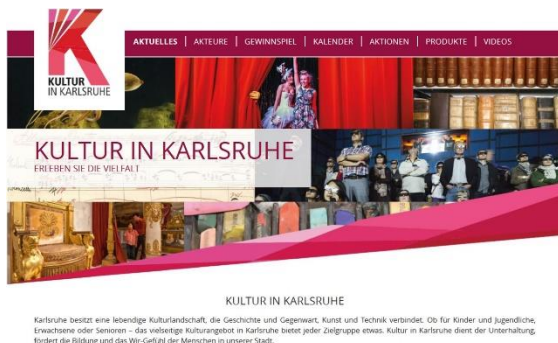 KULTUR
IN KARLSRUHE
AKTUELLES | AKTEURE | GEWINNSPIEL | KALENDER | AKTIONEN | PRODUKTE | VIDEOS
KULTUR IN KARLSRUHE
ERLEBEN SIE DIE VIELFALT
KULTUR IN KARLSRUHE
Karlsruhe besitzt eine lebendige Kulturlandschaft, die Geschichte und Gegenwart, Kunst und Technik verbindet. Ob für Kinder und Jugendliche,
Erwachsene oder Senioren – das vielseitige Kulturangebot in Karlsruhe bietet jeder Zielgruppe etwas. Kultur in Karlsruhe dient der Unterhaltung,
fördert die Bildung und das Wir-Gefühl der Menschen in unserer Stadt.